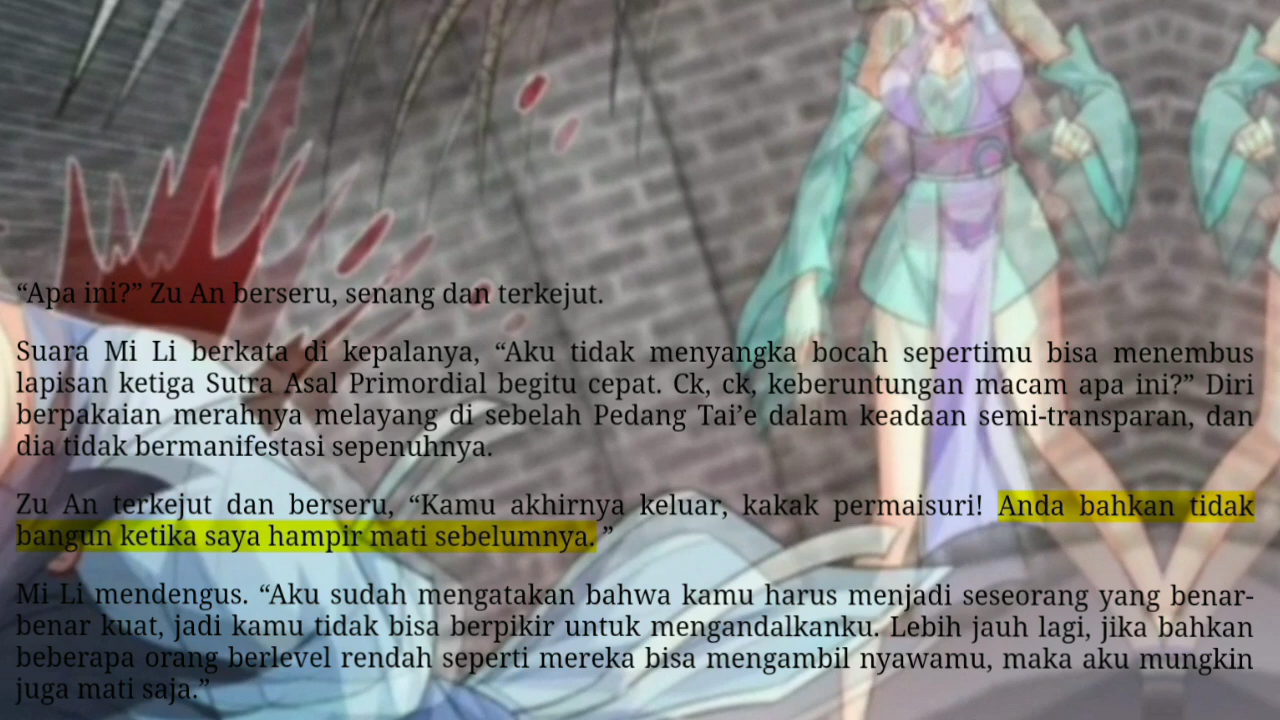 “Apa ini?” Zu An berseru, senang dan terkejut.
Suara Mi Li berkata di kepalanya, “Aku tidak menyangka bocah sepertimu bisa menembus
lapisan ketiga Sutra Asal Primordial begitu cepat. Ck, ck, keberuntungan macam apa ini?” Diri
berpakaian merahnya melayang di sebelah Pedang Tai’e dalam keadaan semi-transparan, dan
dia tidak bermanifestasi sepenuhnya.
Zu An terkejut dan berseru, “Kamu akhirnya keluar, kakak permaisuri! Anda bahkan tidak
bangun ketika saya hampir mati sebelumnya. ”
Mi Li mendengus. “Aku sudah mengatakan bahwa kamu harus menjadi seseorang yang benar-
benar kuat, jadi kamu tidak bisa berpikir untuk mengandalkanku. Lebih jauh lagi, jika bahkan
beberapa orang berlevel rendah seperti mereka bisa mengambil nyawamu, maka aku mungkin
juga mati saja.”